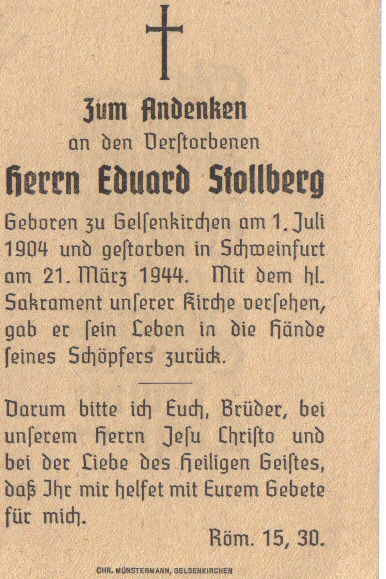 Zum Andenken
an den Verstorbenen
Herrn Eduard Stollberg
Geboren zu Gelsenkirchen am 1. Juli
1904 und gestorben in Schweinfurt
am 21. März 1944. Mit dem hl.
Sakrament unserer Kirche versehen,
gab er sein Leben in die Hände
seines Schöpfers zurück.
Darum bitte ich Euch, Brüder, bei
unserem Herrn Jesu Christo und
bei der Liebe des Heiligen Geistes,
daß Ihr mir helfet mit Eurem Gebete
für mich.
Röm. 15, 30.
CHR. MÜNSTERMANN, GELSENKIRCHEN